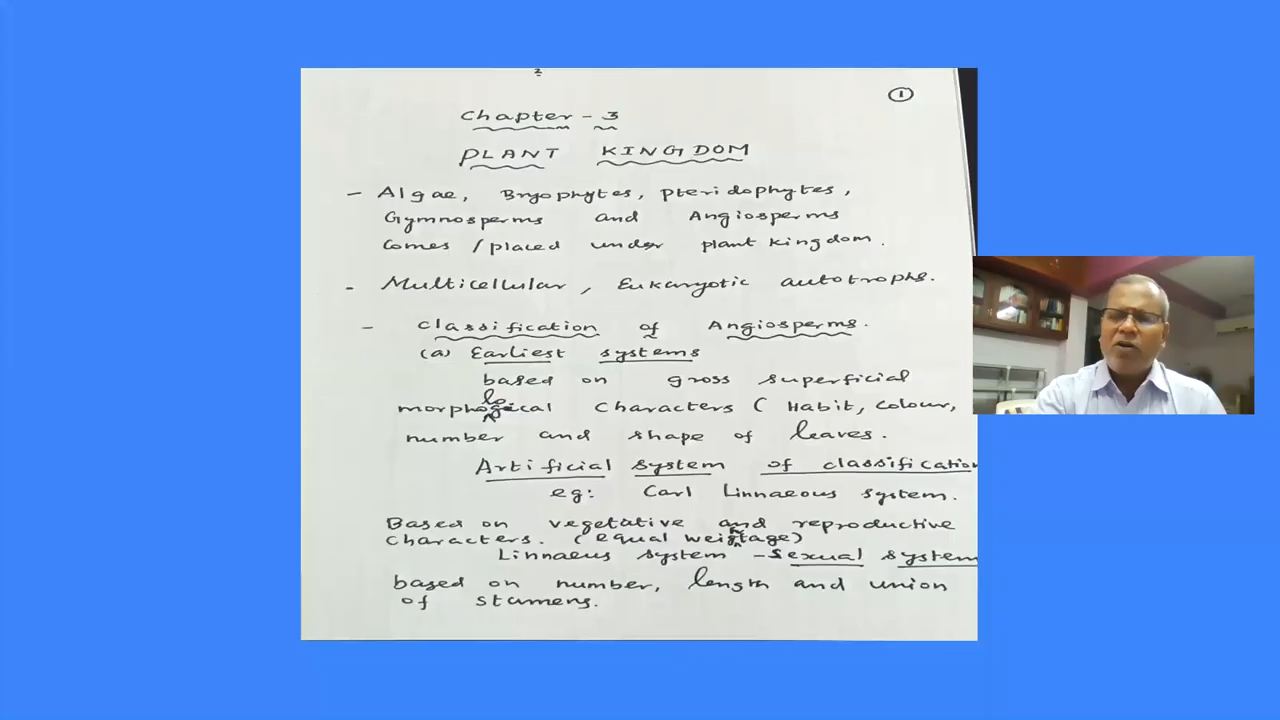 1
Chapter - 3
PLANT KINGDOM
- Algae, Bryophytes, Pteridophytes,
Gymnosperms and Angiosperms
Comes / placed under plant kingdom.
- Multicellular, Eukaryotic autotrophs.
- Classification of Angiosperms.
(a) Earliest systems
based on gross superficial
morphological Characters ( Habit, Colour,
number and shape of leaves.
Artificial system of classification
eg: Carl Linnaeous system.
Based on vegetative and reproductive
characters. (equal weightage)
Linnaeus system - Sexual system
based on number, length and union
of stamens.